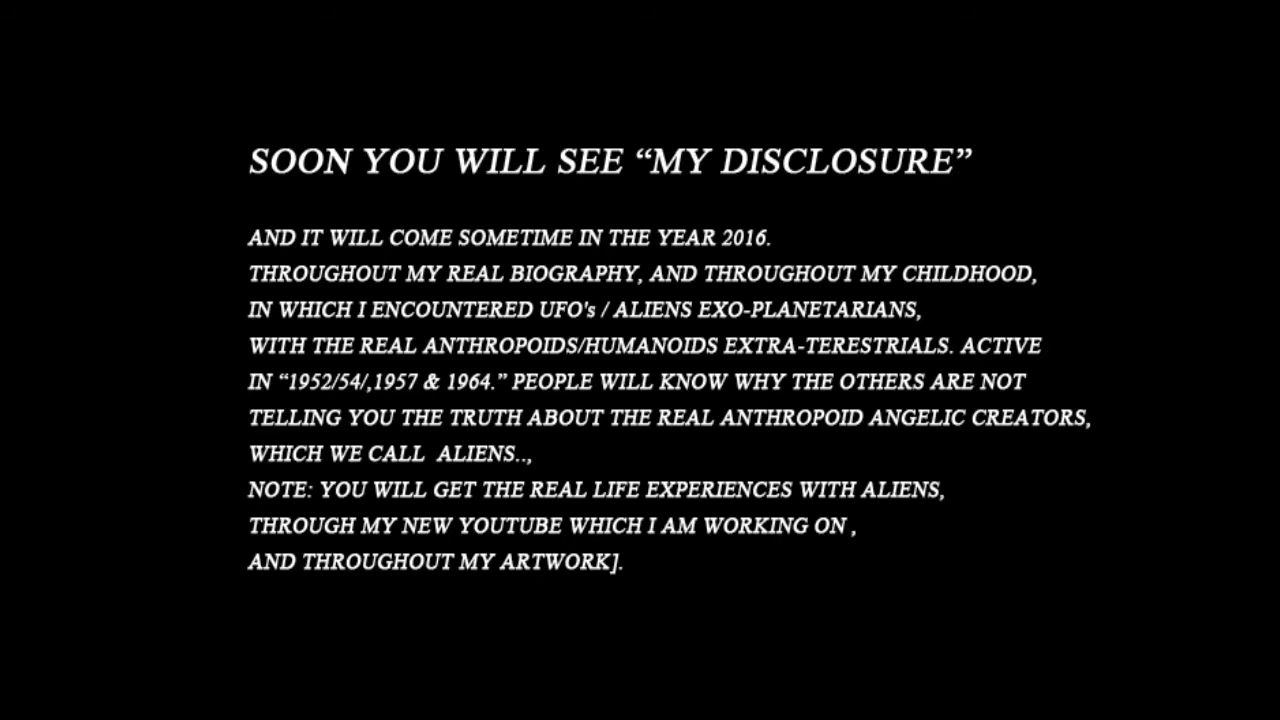 SOON YOU WILL SEE “MY DISCLOSURE”
AND IT WILL COME SOMETIME IN THE YEAR 2016.
THROUGHOUT MY REAL BIOGRAPHY, AND THROUGHOUT MY CHILDHOOD,
IN WHICH I ENCOUNTERED UFO's / ALIENS EXO-PLANETARIANS,
WITH THE REAL ANTHROPOIDS/HUMANOIDS EXTRA-TERESTRIALS. ACTIVE
IN “1952/54/,1957 & 1964.” PEOPLE WILL KNOW WHY THE OTHERS ARE NOT
TELLING YOU THE TRUTH ABOUT THE REAL ANTHROPOID ANGELIC CREATORS,
WHICH WE CALL  ALIENS..,
NOTE: YOU WILL GET THE REAL LIFE EXPERIENCES WITH ALIENS,
THROUGH MY NEW YOUTUBE WHICH I AM WORKING ON ,
AND THROUGHOUT MY ARTWORK].